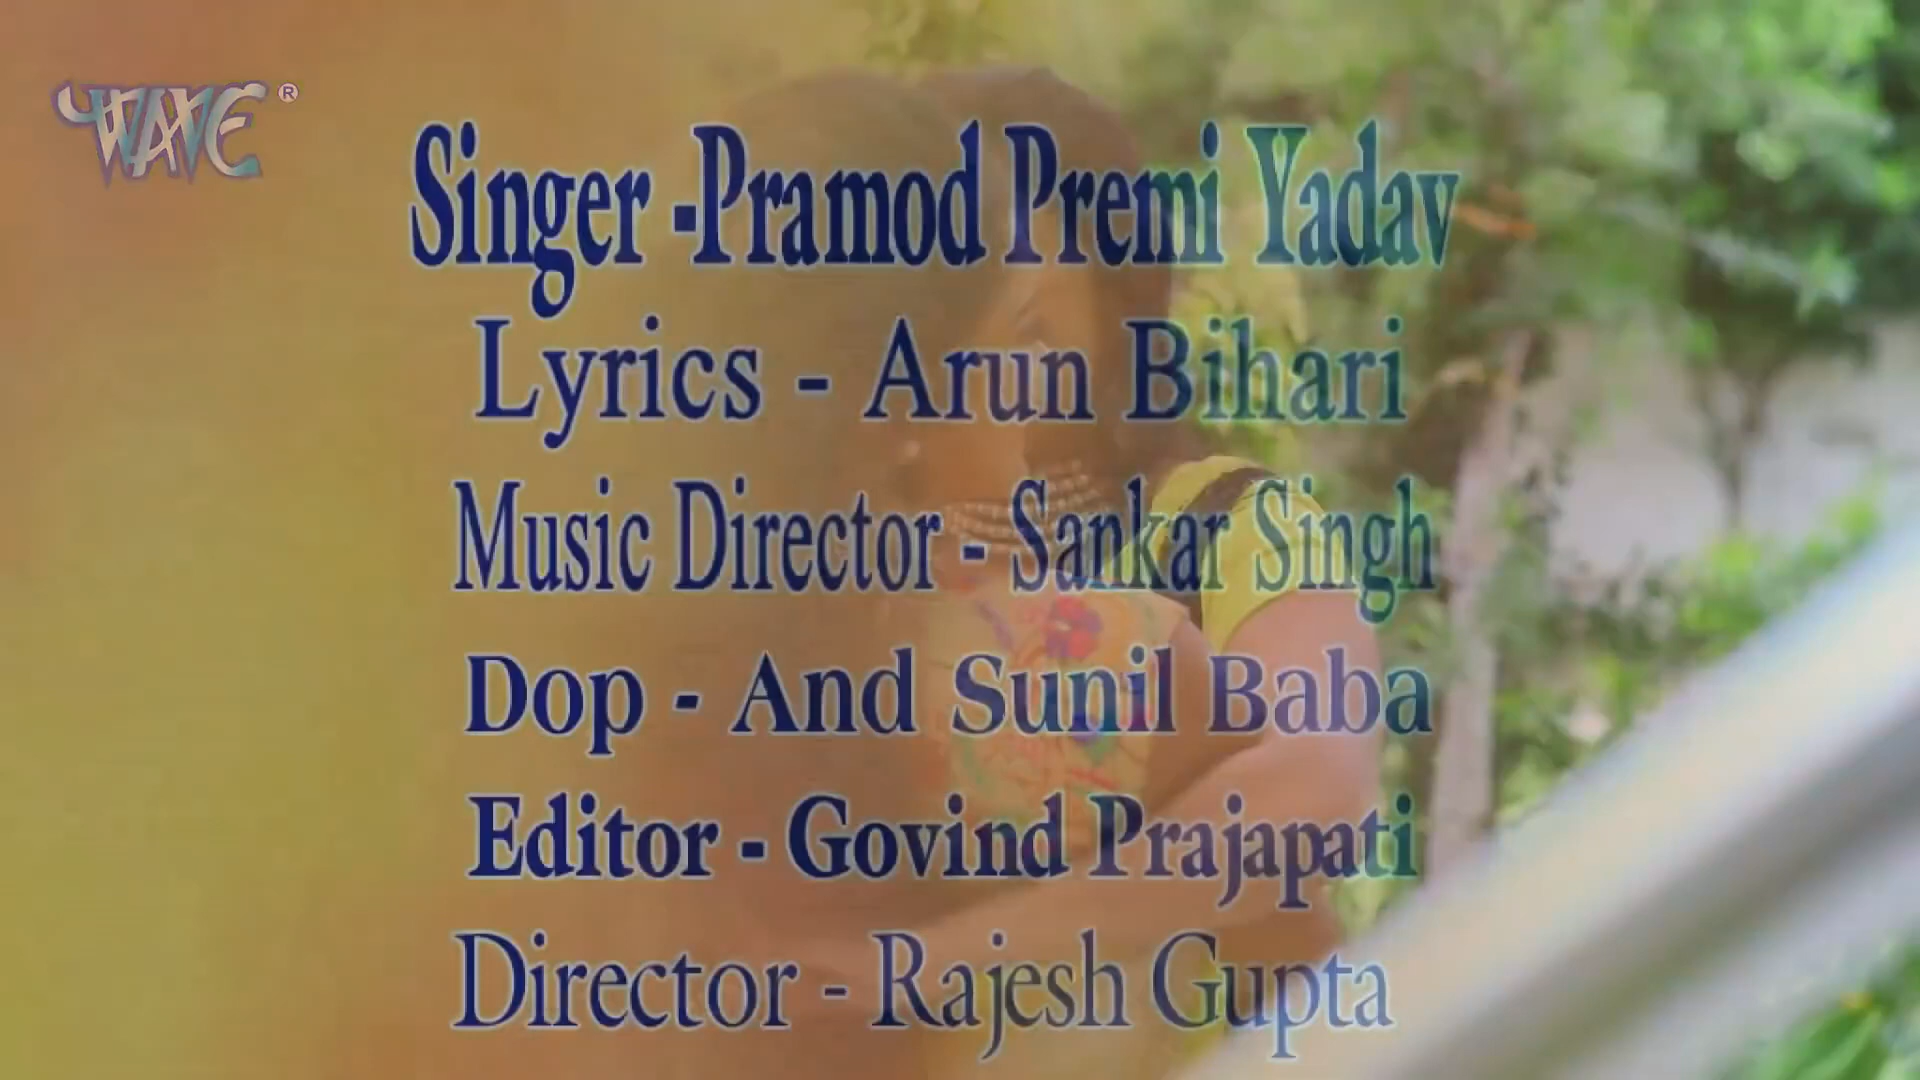 WAVE®
Singer -Pramod Premi Yadav
Lyrics - Arun Bihari
Music Director - Sankar Singh
Dop - And Sunil Baba
Editor - Govind Prajapati
Director - Rajesh Gupta